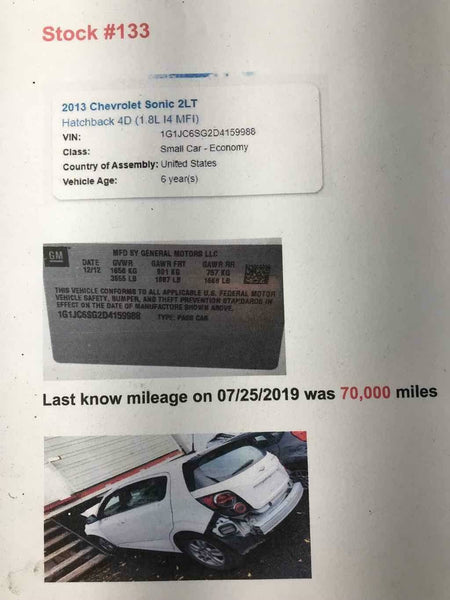 Stock #133
2013 Chevrolet Sonic 2LT
Hatchback 4D (1.8L I4 MFI)
VIN: 1G1JC6SG2D4159988
Class: Small Car - Economy
Country of Assembly: United States
Vehicle Age: 6 year(s)
GM
MFD BY GENERAL MOTORS LLC
DATE GVWR GAWR FRT GAWR RR
12/12 1658 KG 901 KG 757 KG
3655 LB 1987 LB 1668 LB
THIS VEHICLE CONFORMS TO ALL APPLICABLE U.S. FEDERAL MOTOR
VEHICLE SAFETY, BUMPER, AND THEFT PREVENTION STANDARDS IN
EFFECT ON THE DATE OF MANUFACTURE SHOWN ABOVE.
1G1JC6SG2D4159988 TYPE: PASS CAR
Last know mileage on 07/25/2019 was 70,000 miles